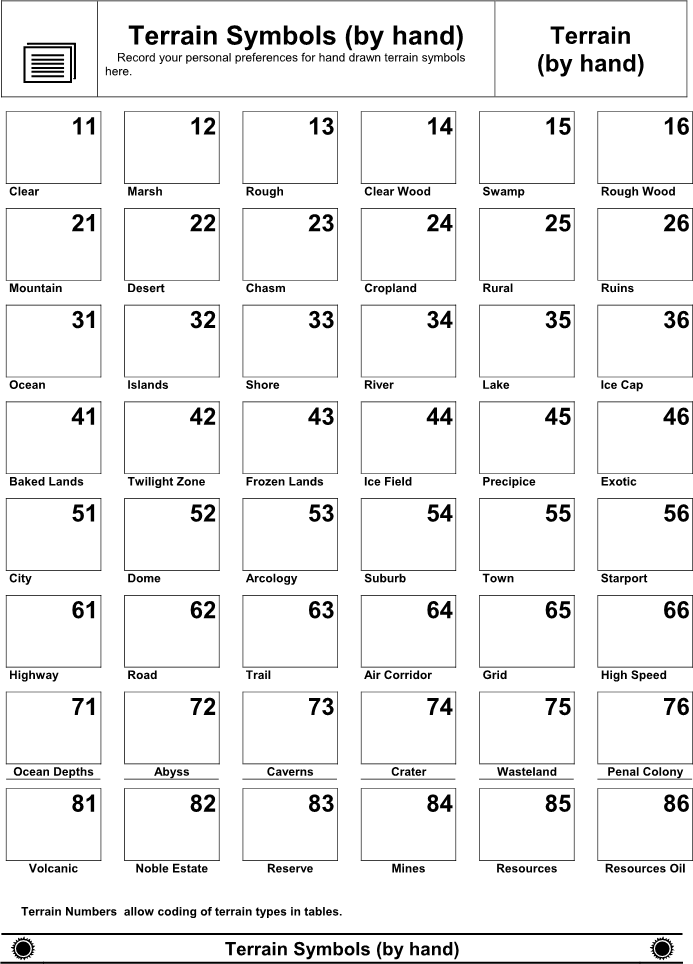 Terrain Symbols (by hand)
Record your personal preferences for hand drawn terrain symbols
here.
Terrain
(by hand)
11 12 13 14 15 16
Clear Marsh Rough Clear Wood Swamp Rough Wood
21 22 23 24 25 26
Mountain Desert Chasm Cropland Rural Ruins
31 32 33 34 35 36
Ocean Islands Shore River Lake Ice Cap
41 42 43 44 45 46
Baked Lands Twilight Zone Frozen Lands Ice Field Precipice Exotic
51 52 53 54 55 56
City Dome Arcology Suburb Town Starport
61 62 63 64 65 66
Highway Road Trail Air Corridor Grid High Speed
71 72 73 74 75 76
Ocean Depths Abyss Caverns Crater Wasteland Penal Colony
81 82 83 84 85 86
Volcanic Noble Estate Reserve Mines Resources Resources Oil
Terrain Numbers  allow coding of terrain types in tables.
Terrain Symbols (by hand)